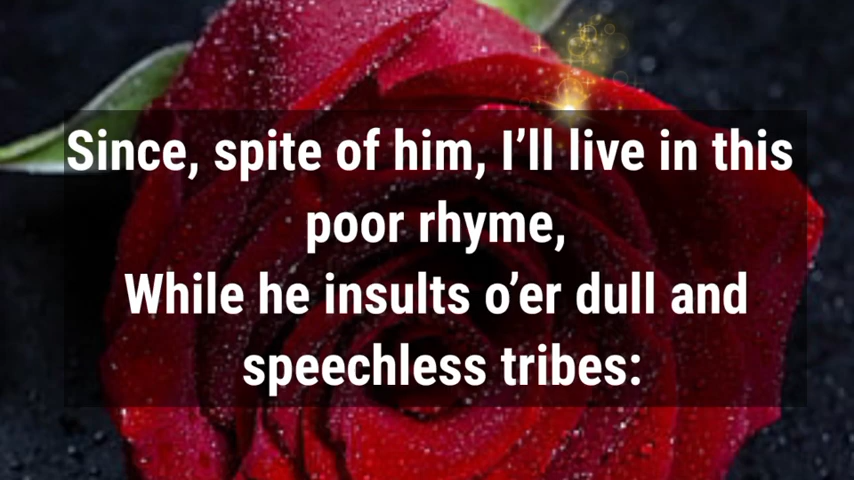 Since, spite of him, I’ll live in this
poor rhyme,
While he insults o’er dull and
speechless tribes: